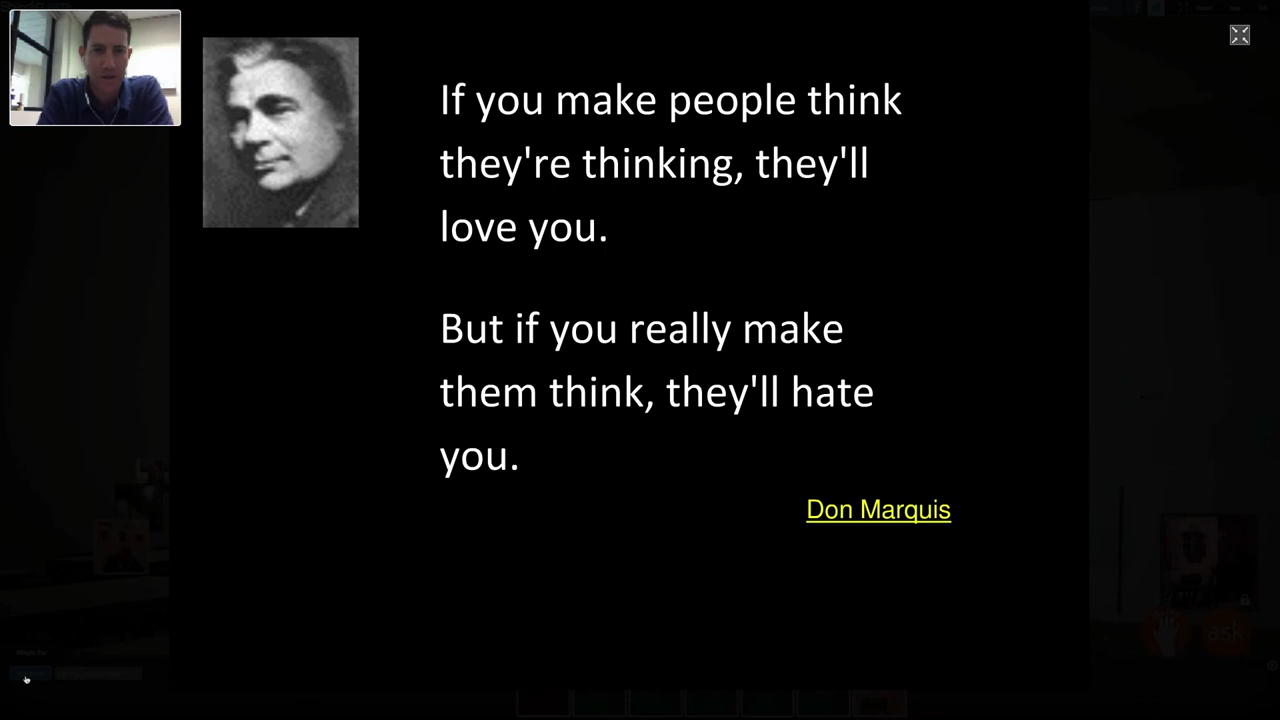 If you make people think
they're thinking, they'll
love you.
But if you really make
them think, they'll hate
you.
Don Marquis
ask